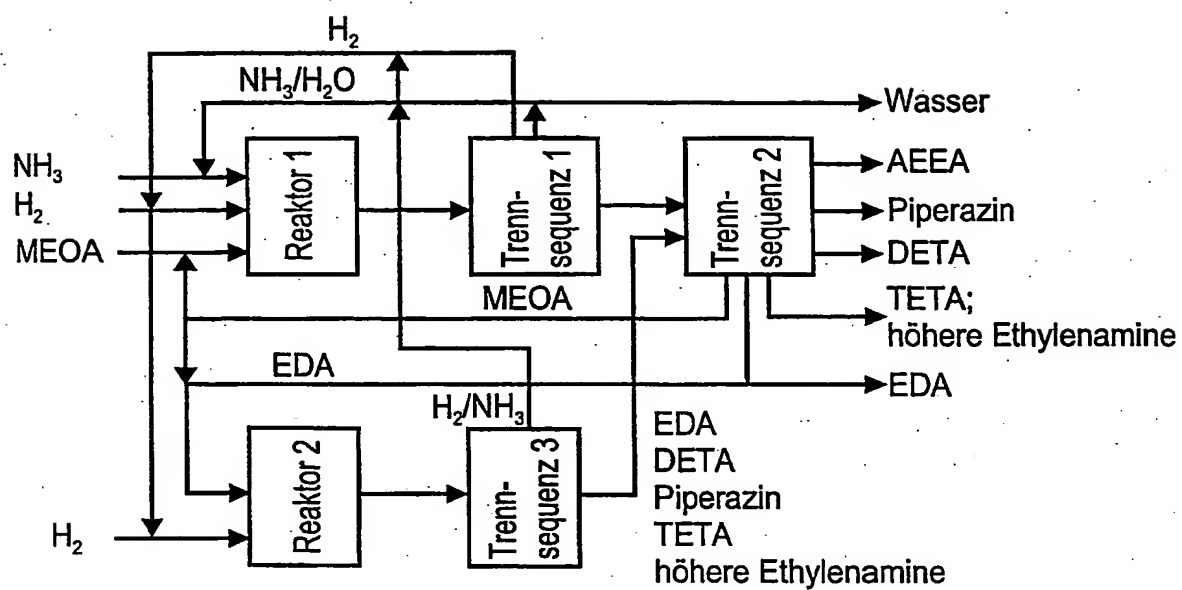 H₂
NH₃/H₂O
Wasser
NH₃
H₂
MEOA
Reaktor 1
Trenn-
sequenz 1
Trenn-
sequenz 2
AEEA
Piperazin
DETA
MEOA
TETA;
höhere Ethylenamine
EDA
EDA
H₂/NH₃
H₂
Reaktor 2
Trenn-
sequenz 3
EDA
DETA
Piperazin
TETA
höhere Ethylenamine